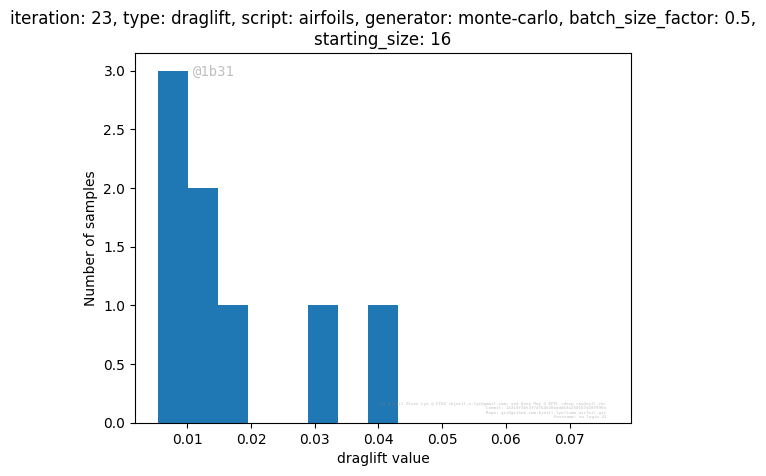 iteration: 23, type: draglift, script: airfoils, generator: monte-carlo, batch_size_factor: 0.5,
starting_size: 16
@1b31
3.0
2.5
2.0
1.5
1.0
0.5
0.0
Number of samples
0.01 0.02 0.03 0.04 0.05 0.06 0.07
draglift value